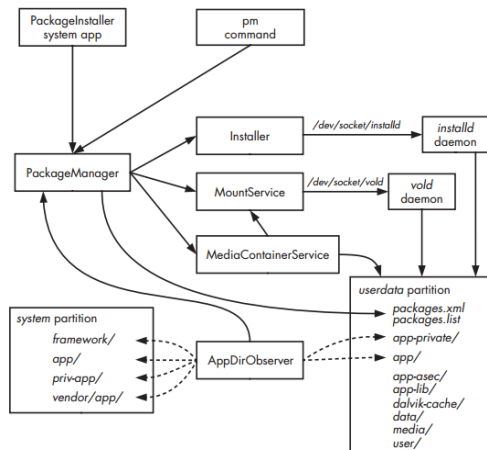 PackageInstaller
system app
pm
command
Installer
/dev/socket/installd
installd
daemon
PackageManager
MountService
/dev/socket/vold
vold
daemon
MediaContainerService
userdata partition
packages.xml
packages.list
app-private/
app/
app-asec/
app-lib/
dalvik-cache/
data/
media/
user/
system partition
framework/
app/
priv-app/
vendor/app/
AppDirObserver